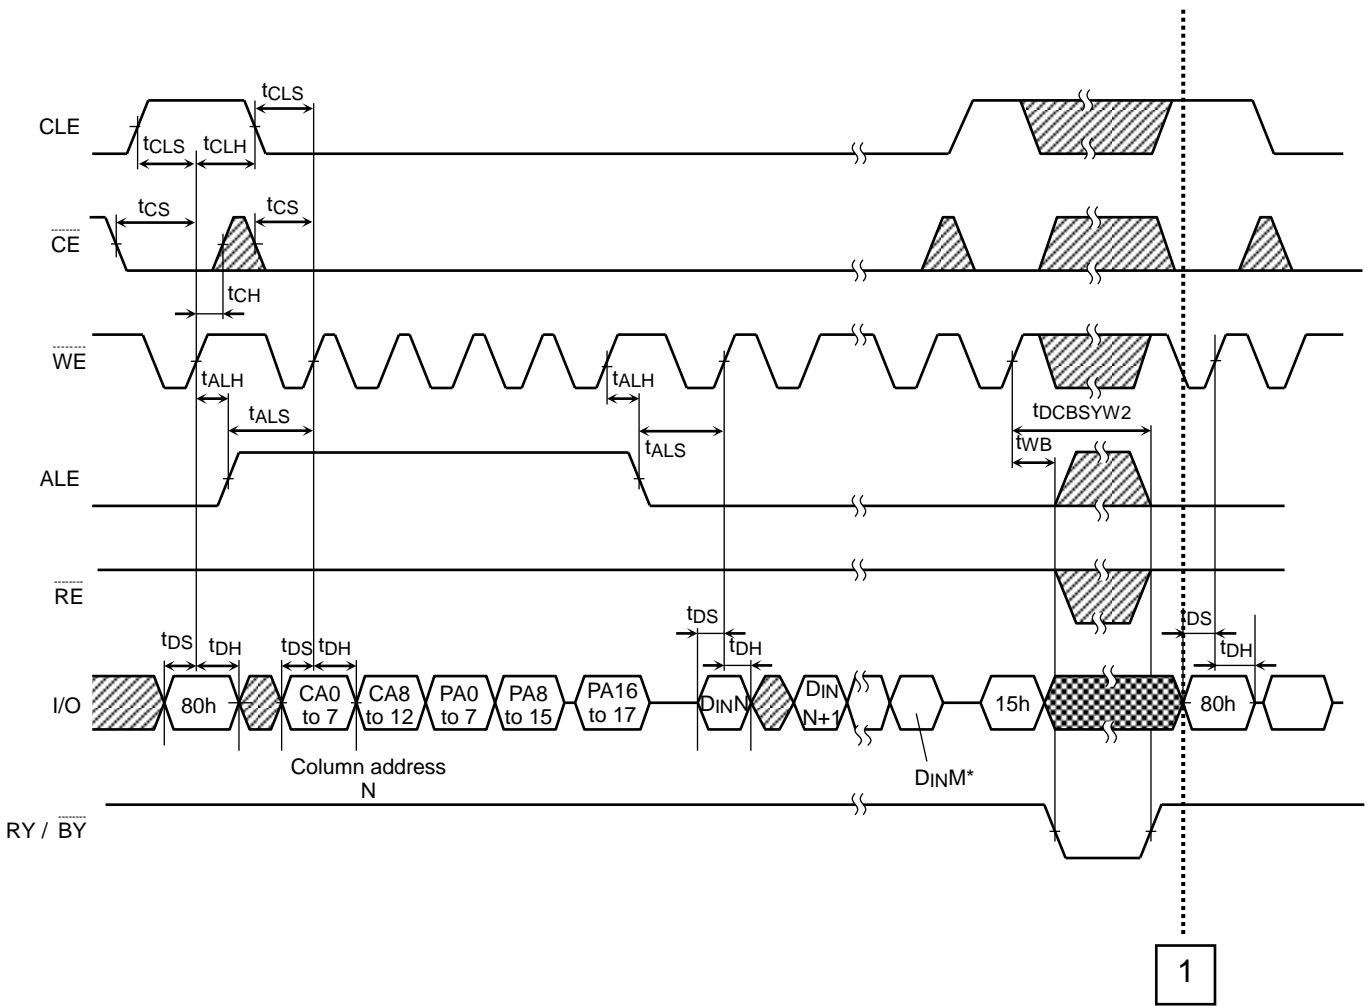 tCLS
CLE
tCLS tCLH
tCS tCS
CE
tCH
WE
tALH tALH
tDCBSYW2
tALS tALS tWB
ALE
RE
tDS tDH tDS tDH tDS tDH tDS tDH
I/O 80h CA0 to 7 CA8 to 12 PA0 to 7 PA8 to 15 PA16 to 17 DINN DIN N+1 15h 80h
Column address
N
DINM*
RY / BY
1